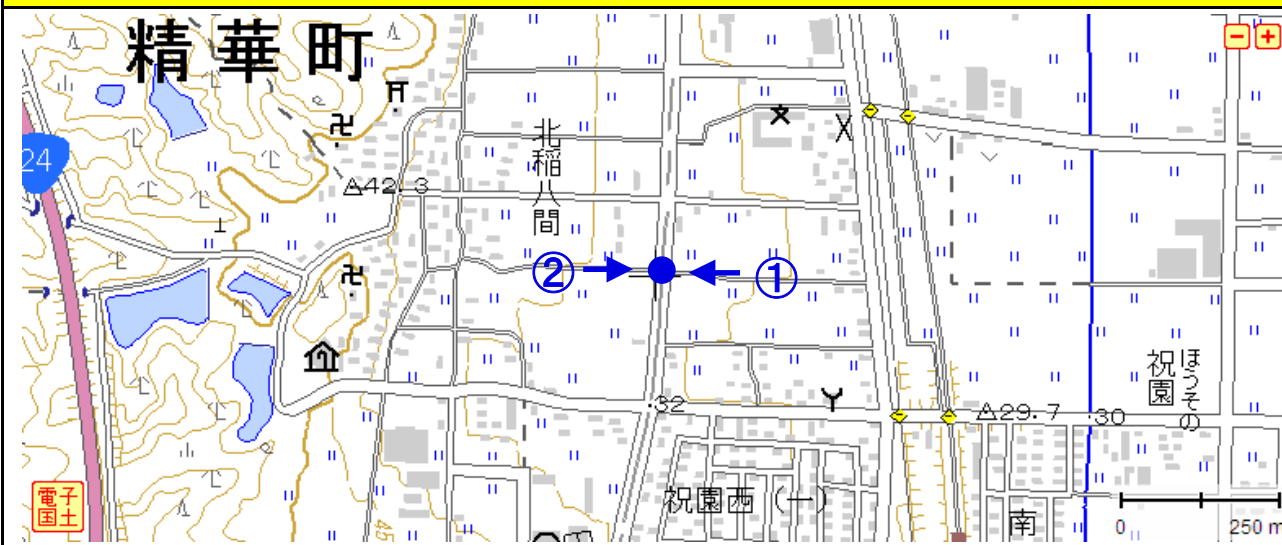 精華町
24
42.3
北稲八間
②
①
32
29.7
30
祝園
ほうその
祝園西(一)
南
45
電子国土
0
250 m